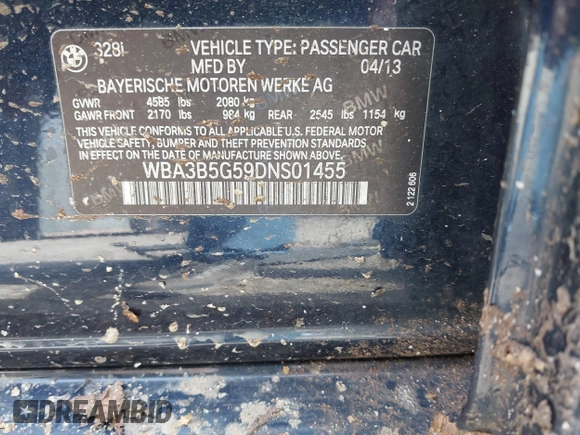 328i VEHICLE TYPE: PASSENGER CAR
MFD BY 04/13
BAYERISCHE MOTOREN WERKE AG
GVWR 4585 lbs 2080 kg
GAWR FRONT 2170 lbs 984 kg REAR 2545 lbs 1154 kg
THIS VEHICLE CONFORMS TO ALL APPLICABLE U.S. FEDERAL MOTOR
VEHICLE SAFETY, BUMPER, AND THEFT PREVENTION STANDARDS
IN EFFECT ON THE DATE OF MANUFACTURE SHOWN ABOVE.
WBA3B5G59DNS01455
2 122 606
BMW
DREAMBID